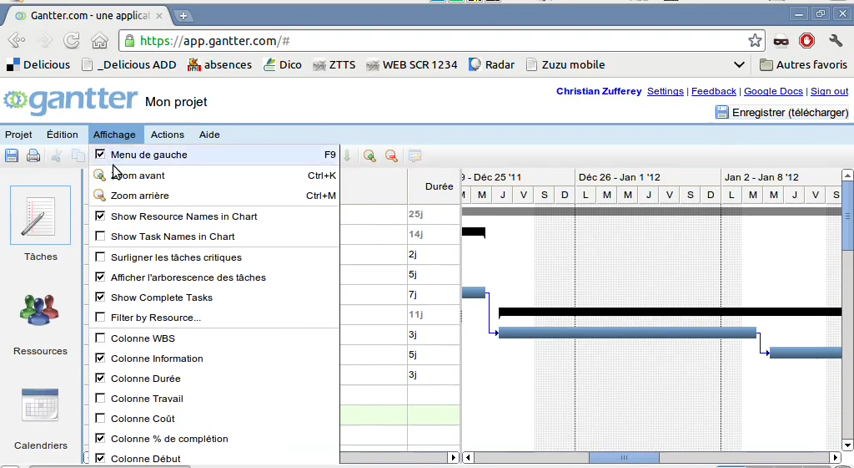 Gantter.com - une applica
https://app.gantter.com/#
Delicious _Delicious ADD absences Dico ZTTS WEB SCR 1234 Radar Zuzu mobile Autres favoris
gantter Mon projet
Christian Zufferey Settings | Feedback | Google Docs | Sign out
Enregistrer (télécharger)
Projet Édition Affichage Actions Aide
Menu de gauche F9
Zoom avant Ctrl+K
Zoom arrière Ctrl+M
Show Resource Names in Chart
Show Task Names in Chart
Surligner les tâches critiques
Afficher l'arborescence des tâches
Show Complete Tasks
Filter by Resource...
Colonne WBS
Colonne Information
Colonne Durée
Colonne Travail
Colonne Coût
Colonne % de complétion
Colonne Début
Tâches
Ressources
Calendriers
Durée
25j
14j
2j
5j
7j
11j
3j
5j
3j
- Déc 25 '11 Déc 26 - Jan 1 '12 Jan 2 - Jan 8 '12
M J V S D L M M J V S D L M M J V S